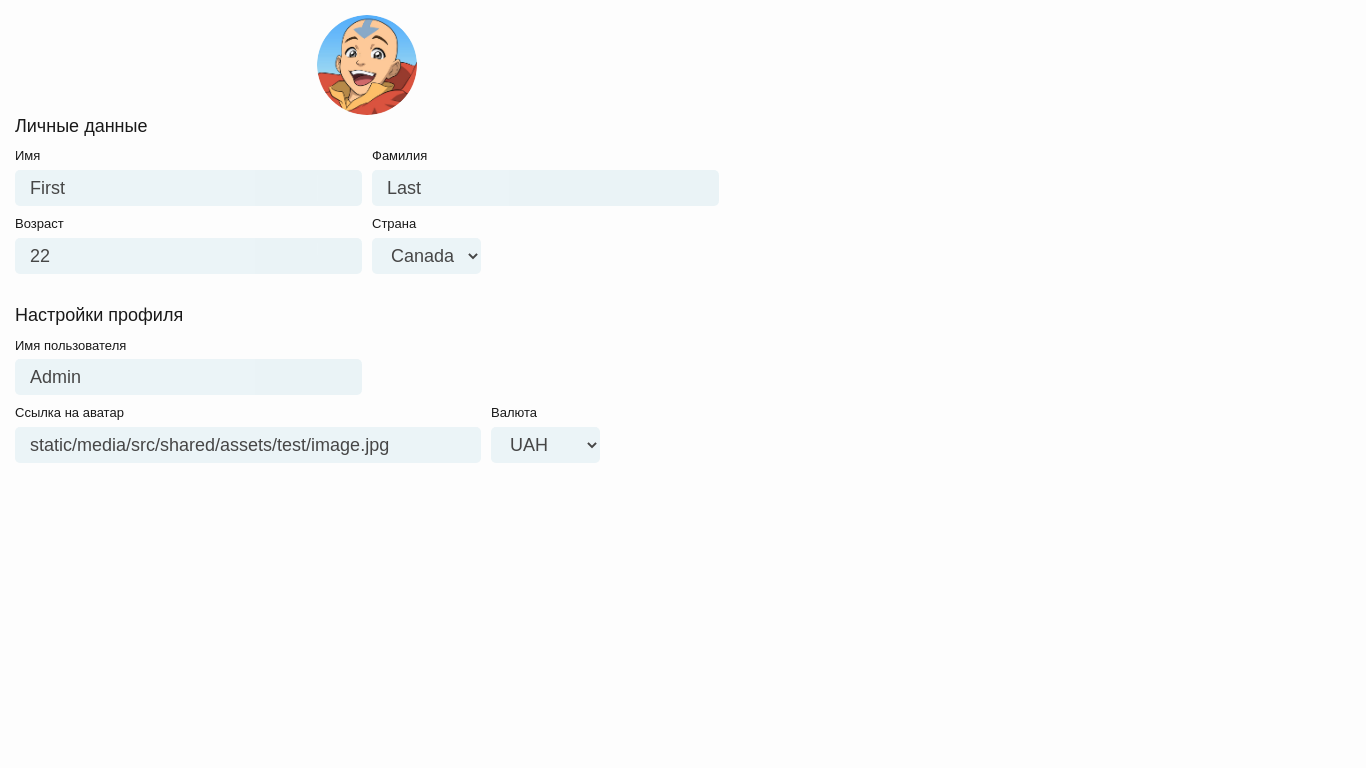 Личные данные
Имя Фамилия
First Last
Возраст Страна
22 Canada
Настройки профиля
Имя пользователя
Admin
Ссылка на аватар Валюта
static/media/src/shared/assets/test/image.jpg UAH